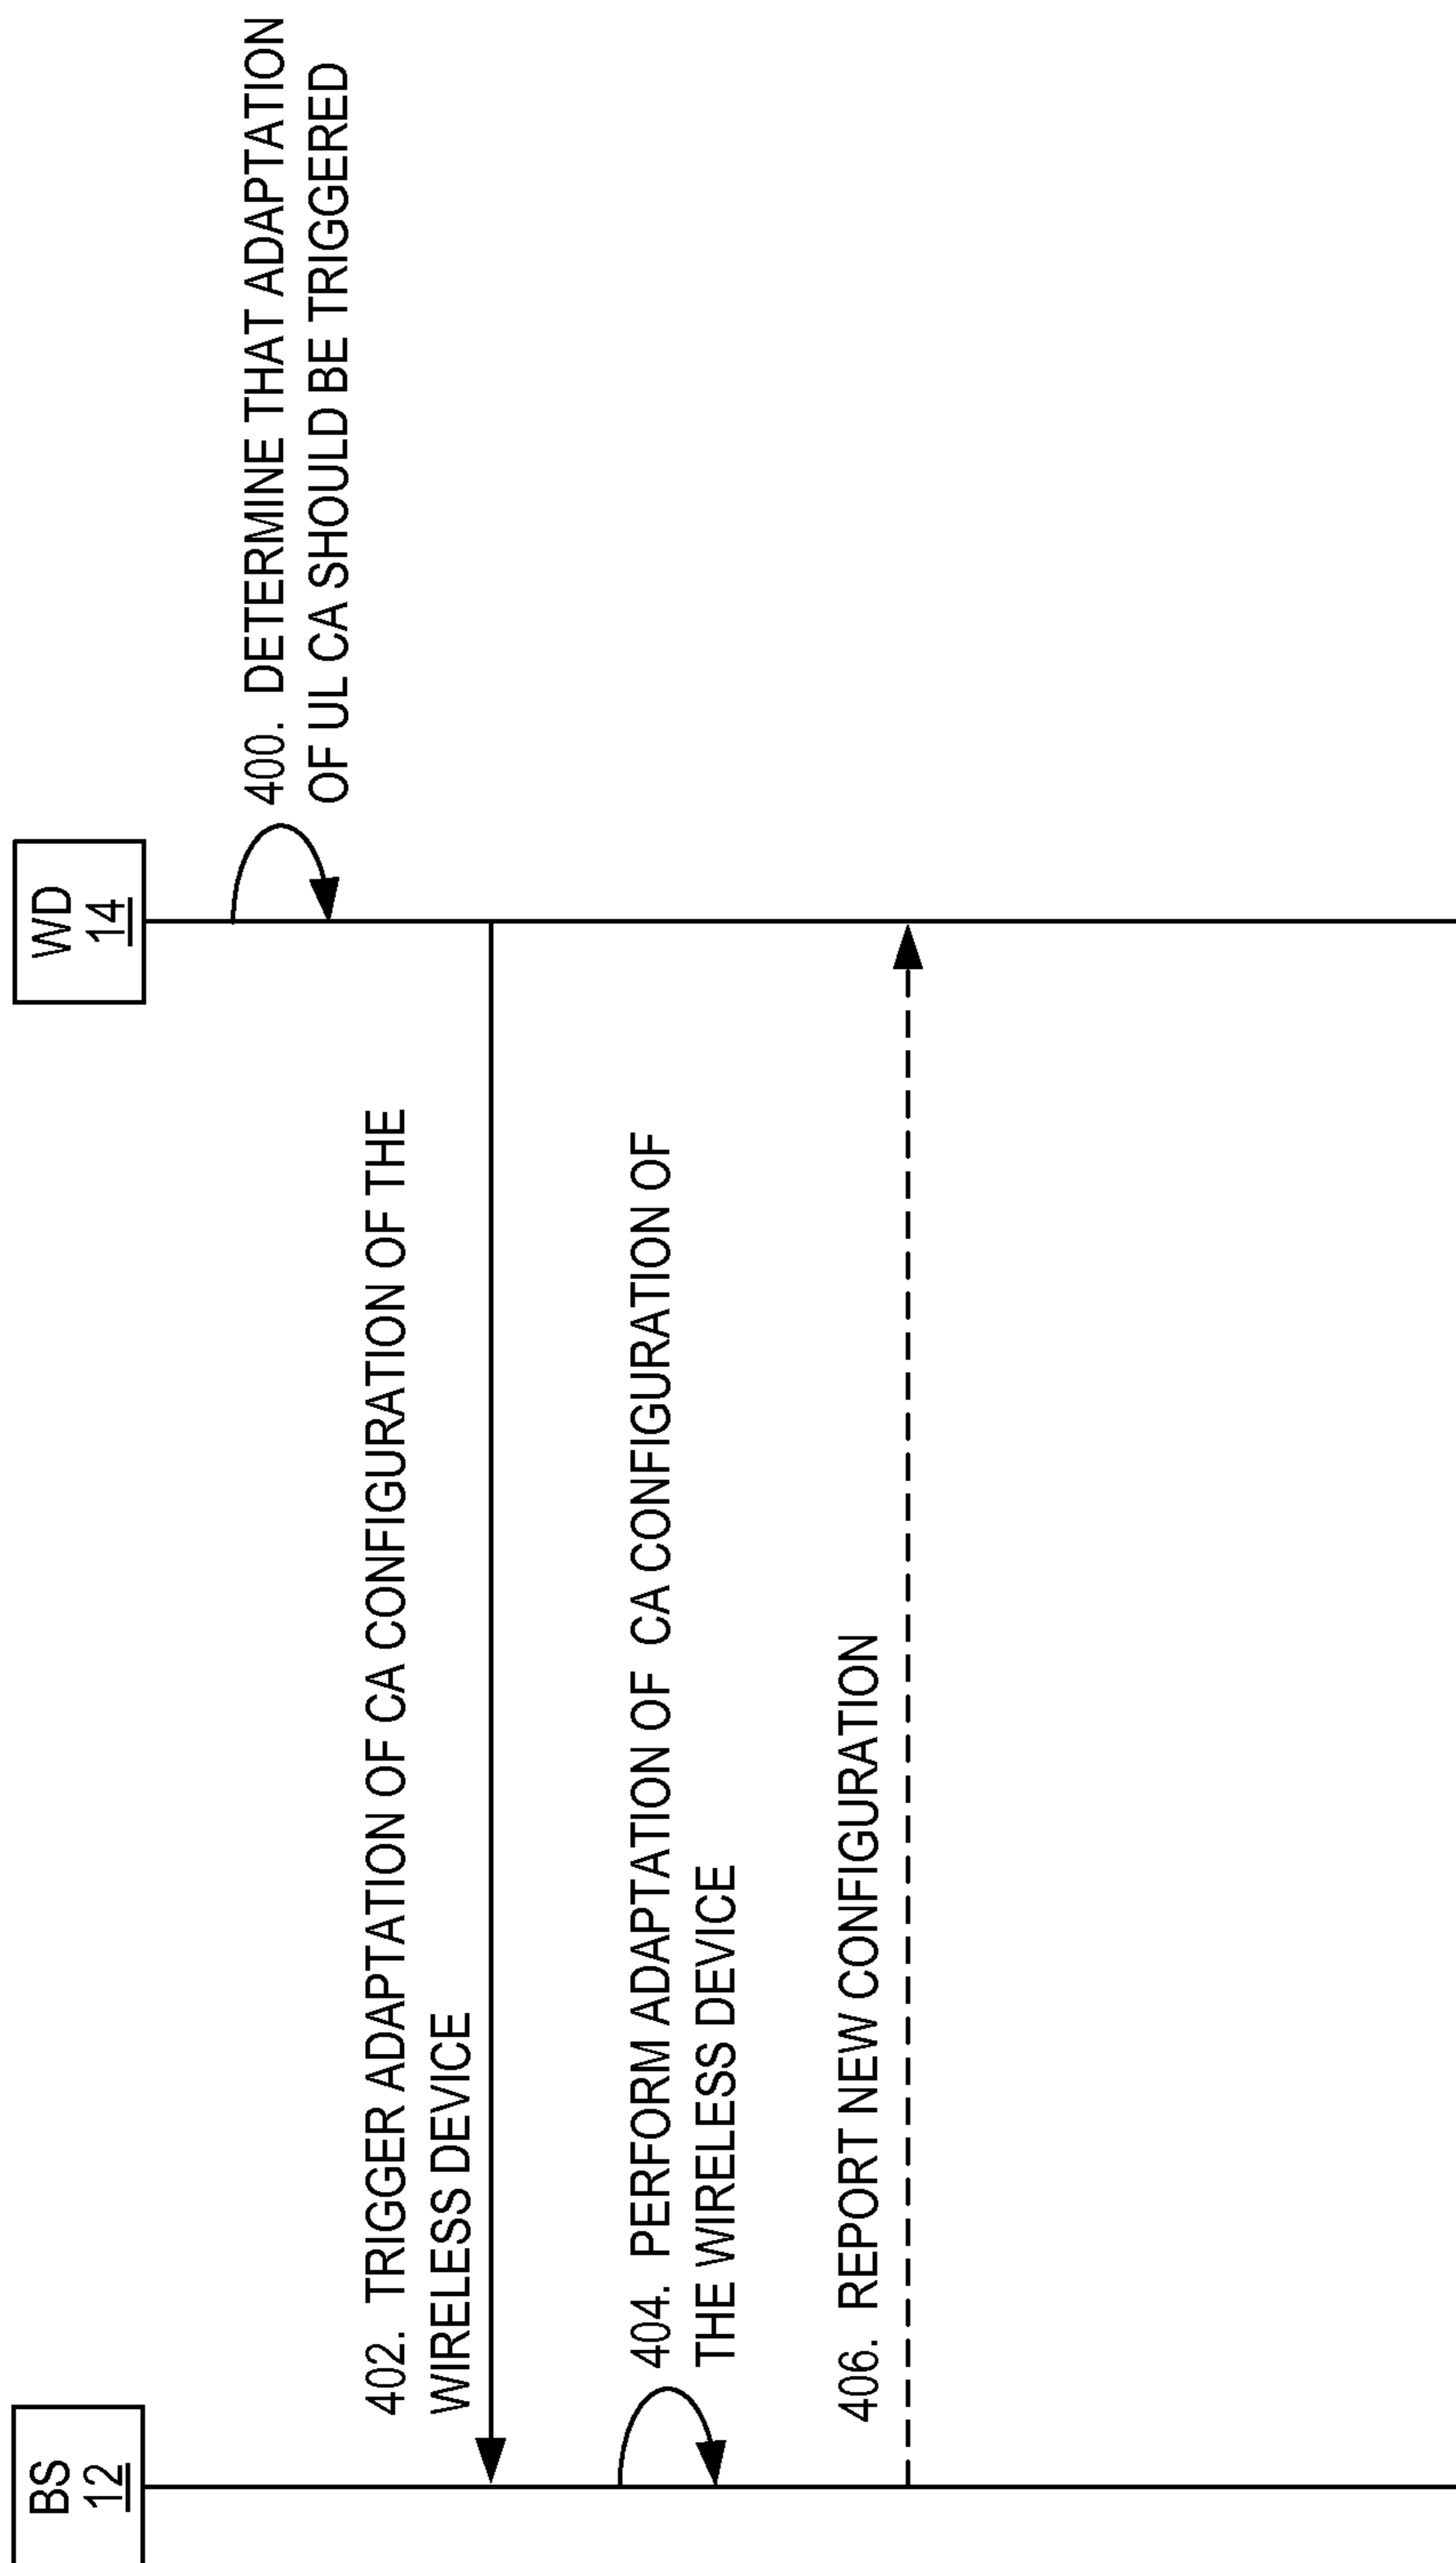 BS
12
WD
14
400. DETERMINE THAT ADAPTATION
OF UL CA SHOULD BE TRIGGERED
402. TRIGGER ADAPTATION OF CA CONFIGURATION OF THE
WIRELESS DEVICE
404. PERFORM ADAPTATION OF CA CONFIGURATION OF
THE WIRELESS DEVICE
406. REPORT NEW CONFIGURATION